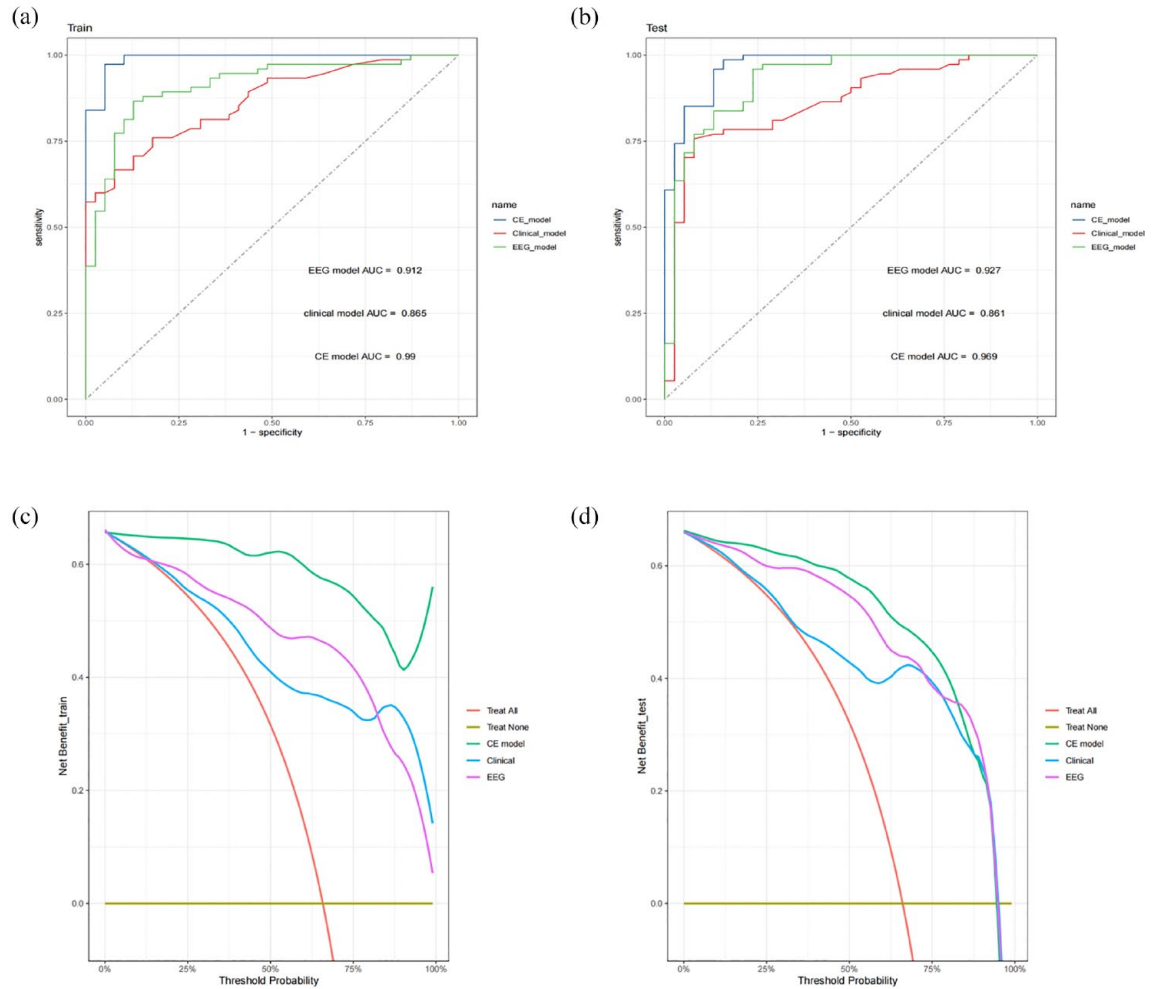 (a)
Train
1.00
0.75
0.50
0.25
0.00
sensitivity
0.00 0.25 0.50 0.75 1.00
1 − specificity
EEG model AUC = 0.912
clinical model AUC = 0.865
CE model AUC = 0.99
name
CE_model
Clinical_model
EEG_model
(b)
Test
1.00
0.75
0.50
0.25
0.00
sensitivity
0.00 0.25 0.50 0.75 1.00
1 − specificity
EEG model AUC = 0.927
clinical model AUC = 0.861
CE model AUC = 0.969
name
CE_model
Clinical_model
EEG_model
(c)
0.6
0.4
0.2
0.0
Net Benefit_train
0% 25% 50% 75% 100%
Threshold Probability
Treat All
Treat None
CE model
Clinical
EEG
(d)
0.6
0.4
0.2
0.0
Net Benefit_test
0% 25% 50% 75% 100%
Threshold Probability
Treat All
Treat None
CE model
Clinical
EEG